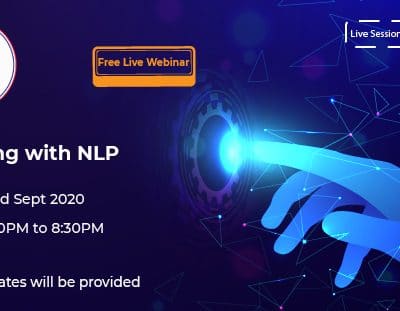 Live Session
Free Live Webinar
ng with NLP
d Sept 2020
0PM to 8:30PM
ates will be provided